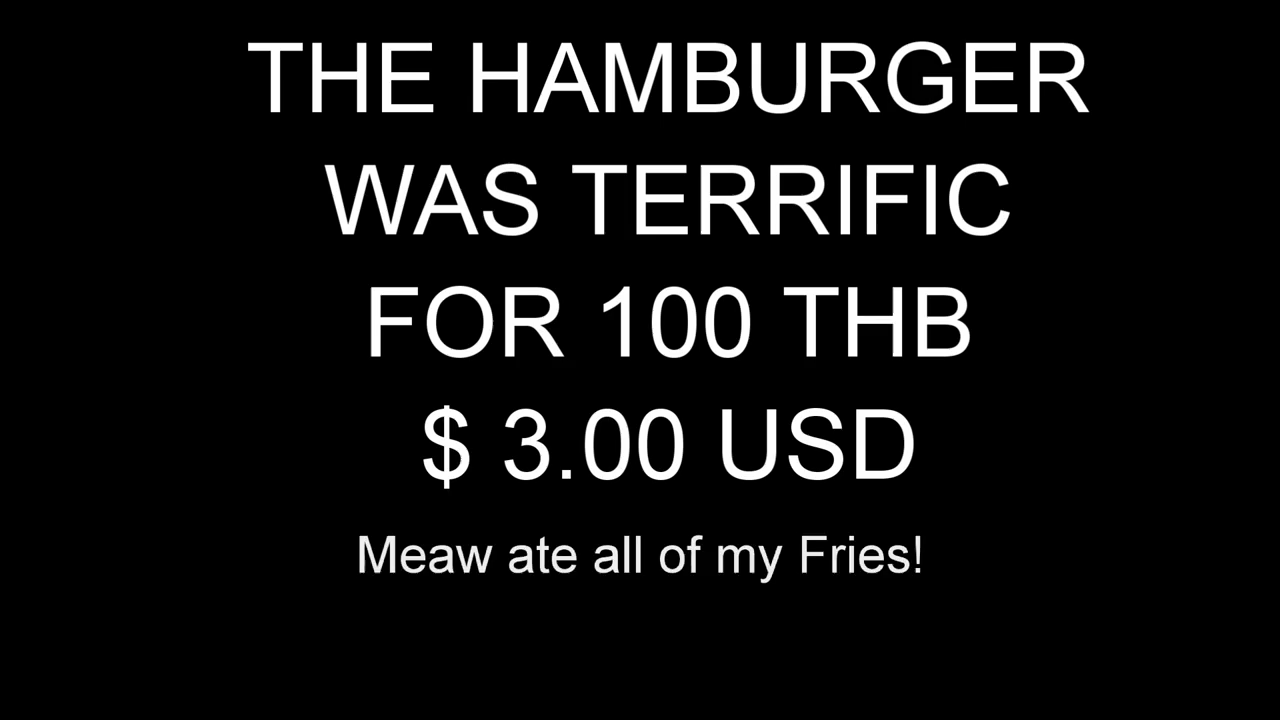 THE HAMBURGER
WAS TERRIFIC
FOR 100 THB
$ 3.00 USD
Meaw ate all of my Fries!